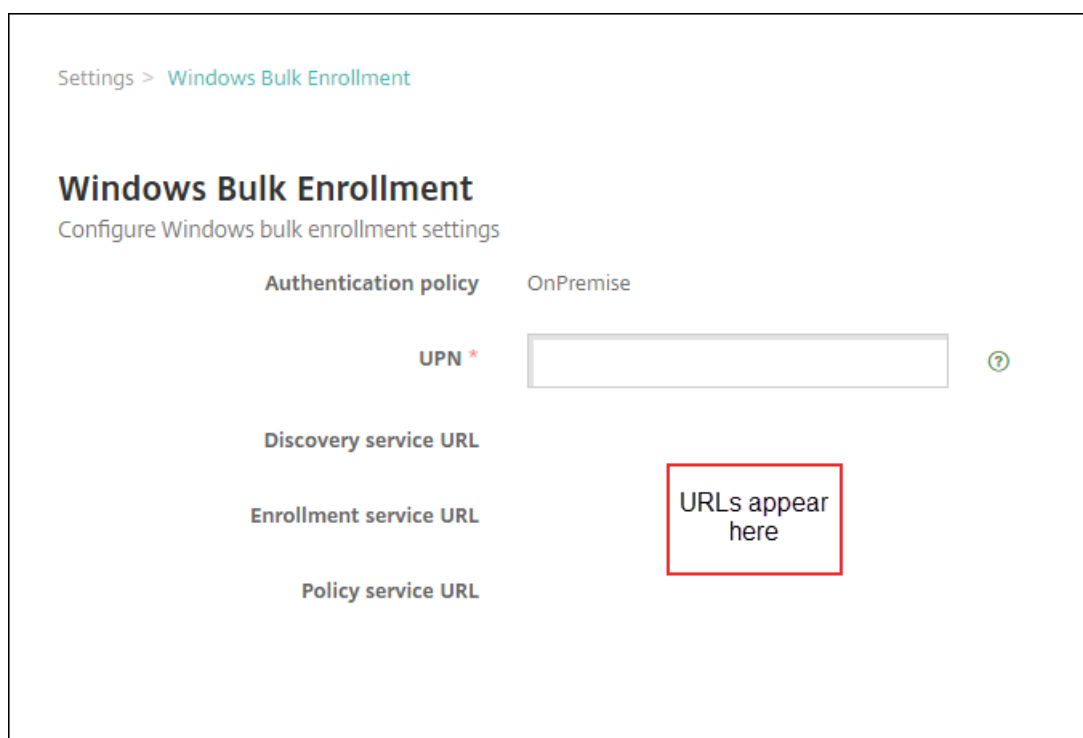 Settings > Windows Bulk Enrollment
Windows Bulk Enrollment
Configure Windows bulk enrollment settings
Authentication policy OnPremise
UPN * ?
Discovery service URL
URLs appear
here
Enrollment service URL
Policy service URL